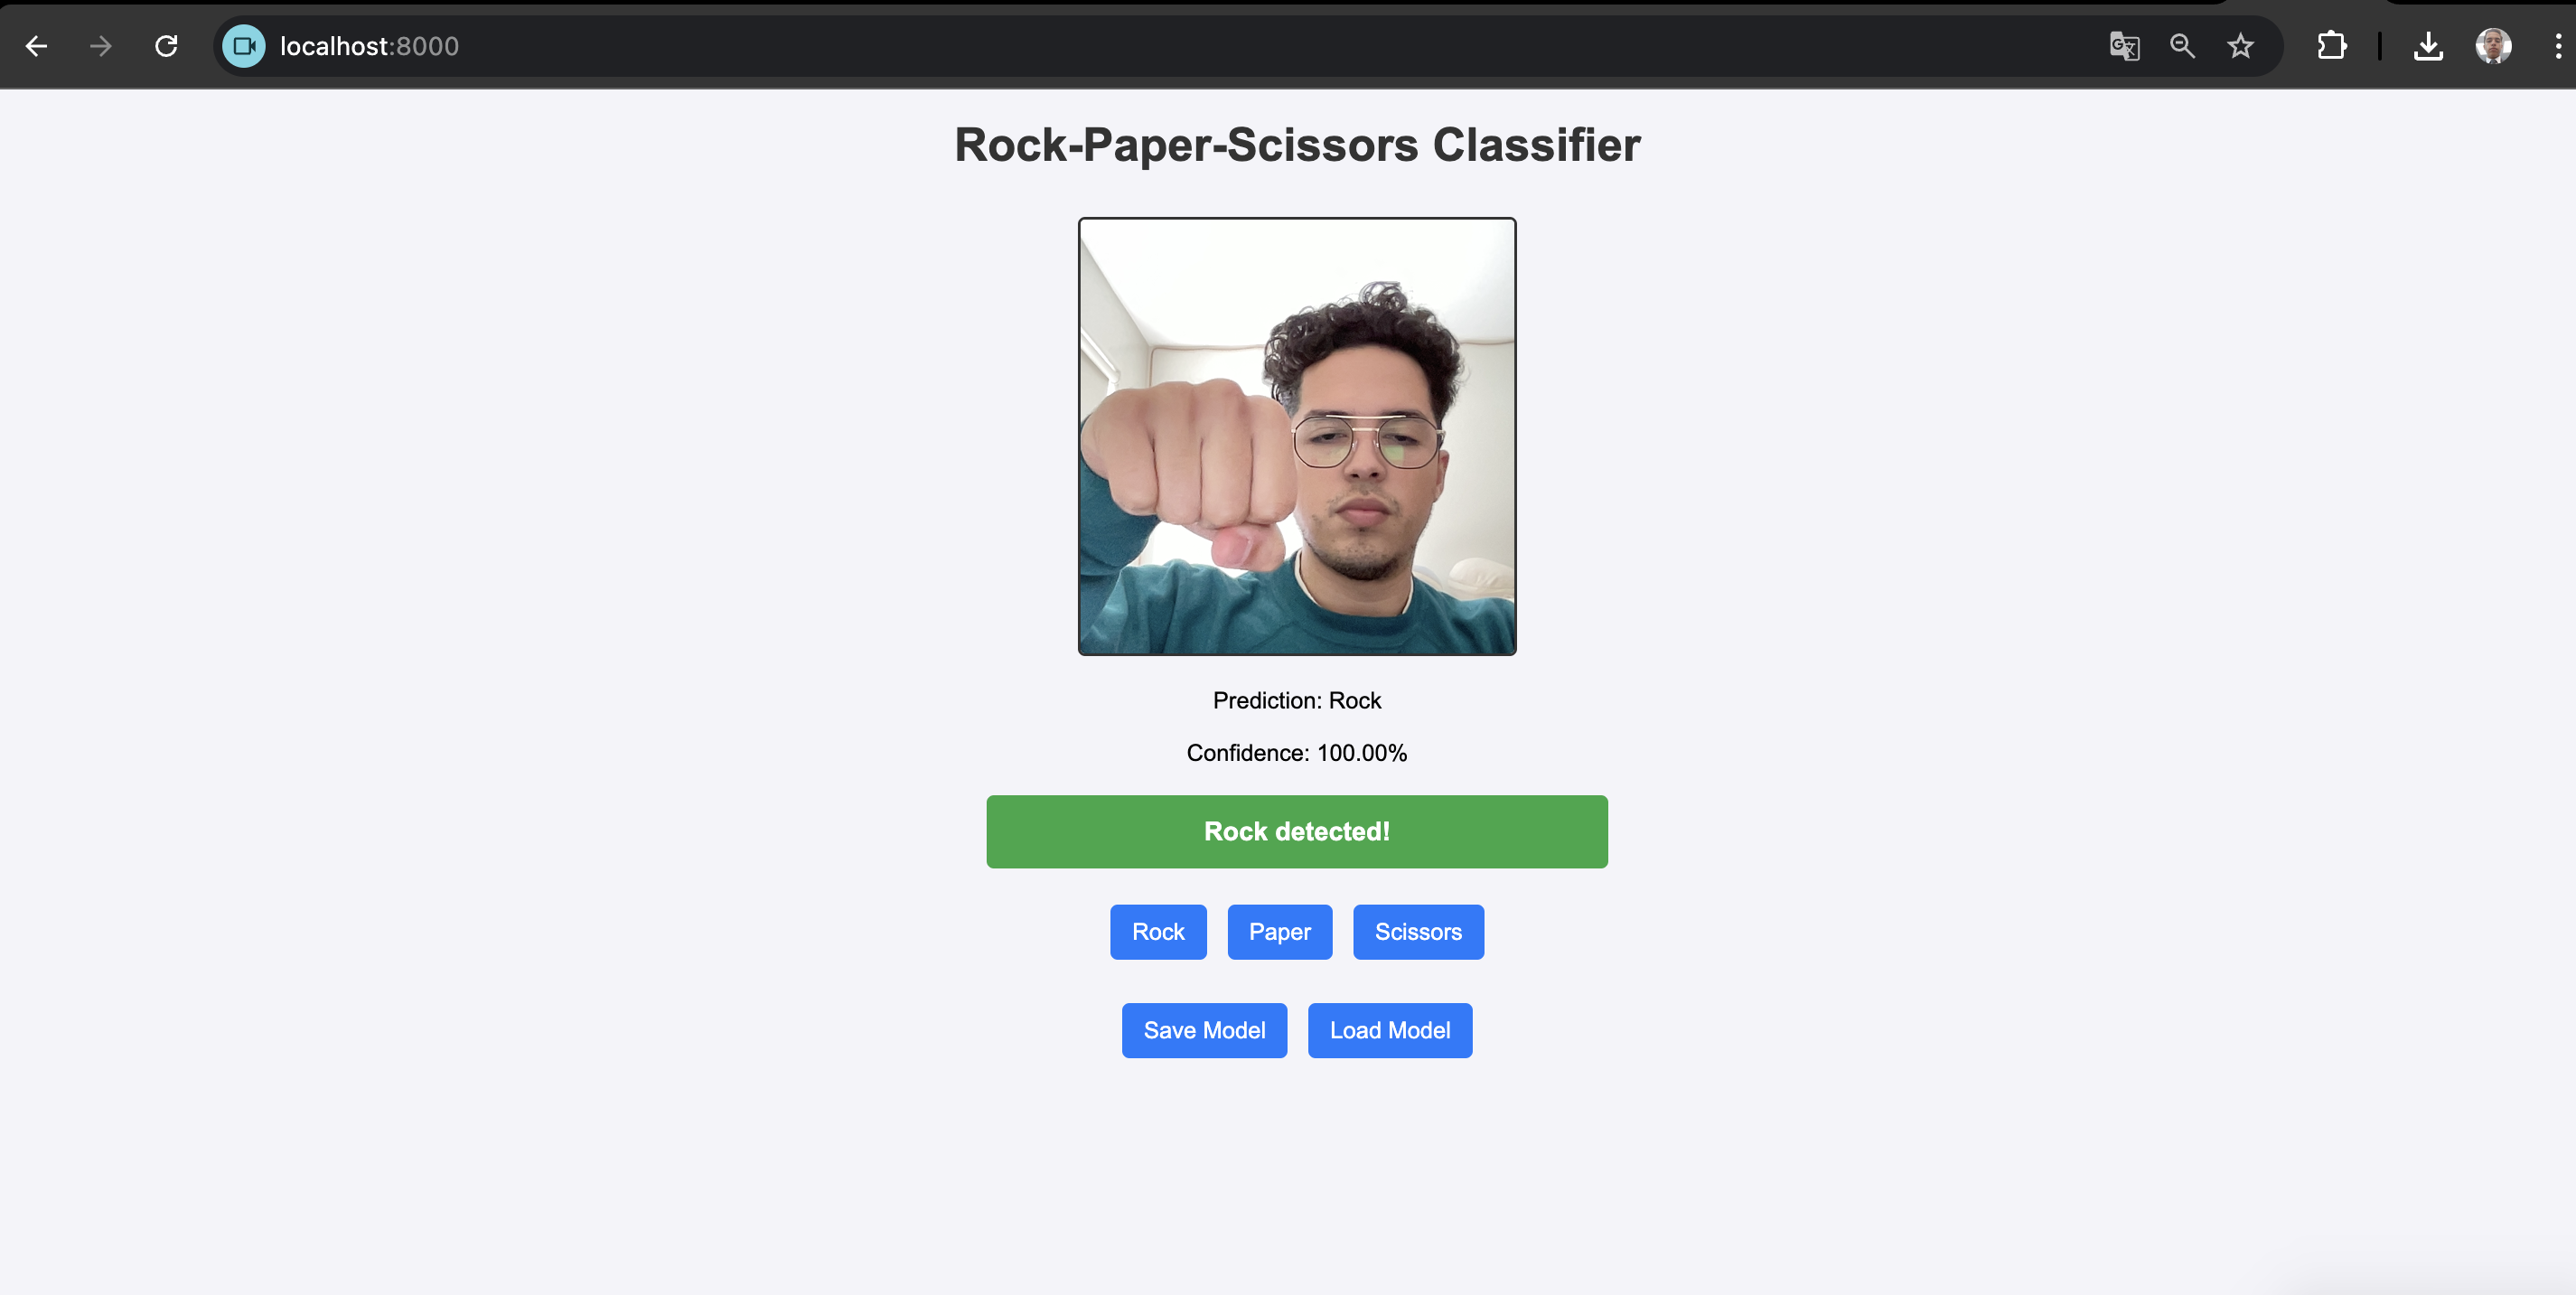 localhost:8000
Rock-Paper-Scissors Classifier
Prediction: Rock
Confidence: 100.00%
Rock detected!
Rock Paper Scissors
Save Model Load Model